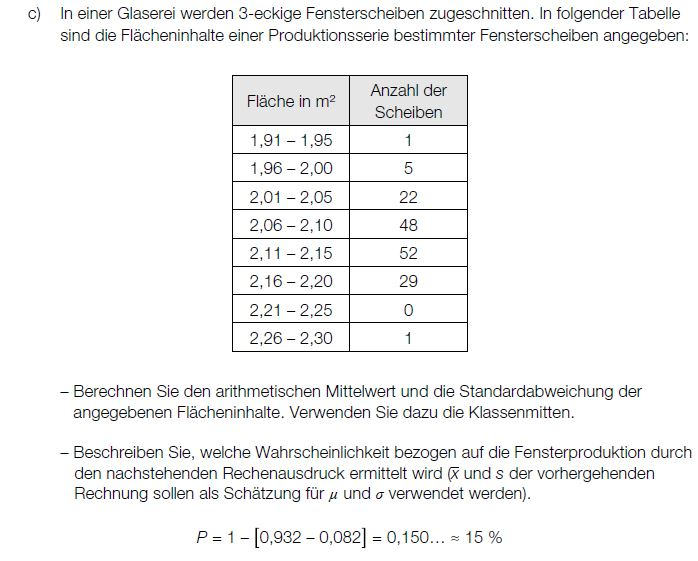 c) In einer Glaserei werden 3-eckige Fensterscheiben zugeschnitten. In folgender Tabelle
sind die Flächeninhalte einer Produktionsserie bestimmter Fensterscheiben angegeben:
Fläche in m² Anzahl der
Scheiben
1,91 – 1,95 1
1,96 – 2,00 5
2,01 – 2,05 22
2,06 – 2,10 48
2,11 – 2,15 52
2,16 – 2,20 29
2,21 – 2,25 0
2,26 – 2,30 1
– Berechnen Sie den arithmetischen Mittelwert und die Standardabweichung der
angegebenen Flächeninhalte. Verwenden Sie dazu die Klassenmitten.
– Beschreiben Sie, welche Wahrscheinlichkeit bezogen auf die Fensterproduktion durch
den nachstehenden Rechenausdruck ermittelt wird (x̅ und s der vorhergehenden
Rechnung sollen als Schätzung für μ und σ verwendet werden).
P = 1 – [0,932 – 0,082] = 0,150... ≈ 15 %